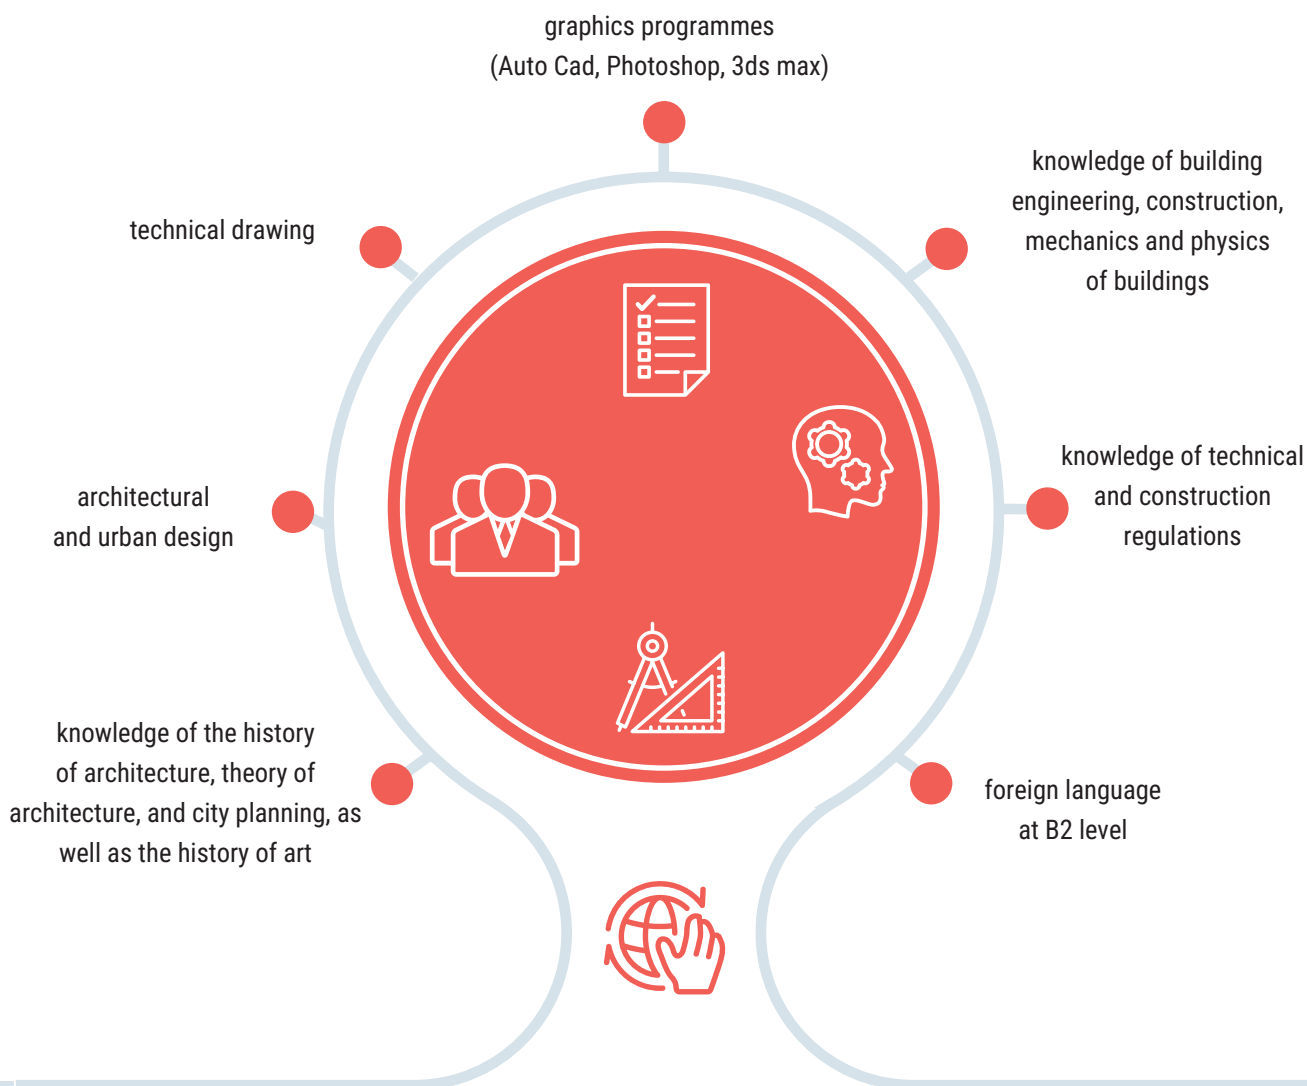 graphics programmes
(Auto Cad, Photoshop, 3ds max)
knowledge of building
engineering, construction,
mechanics and physics
of buildings
technical drawing
knowledge of technical
and construction
regulations
architectural
and urban design
knowledge of the history
of architecture, theory of
architecture, and city planning, as
well as the history of art
foreign language
at B2 level